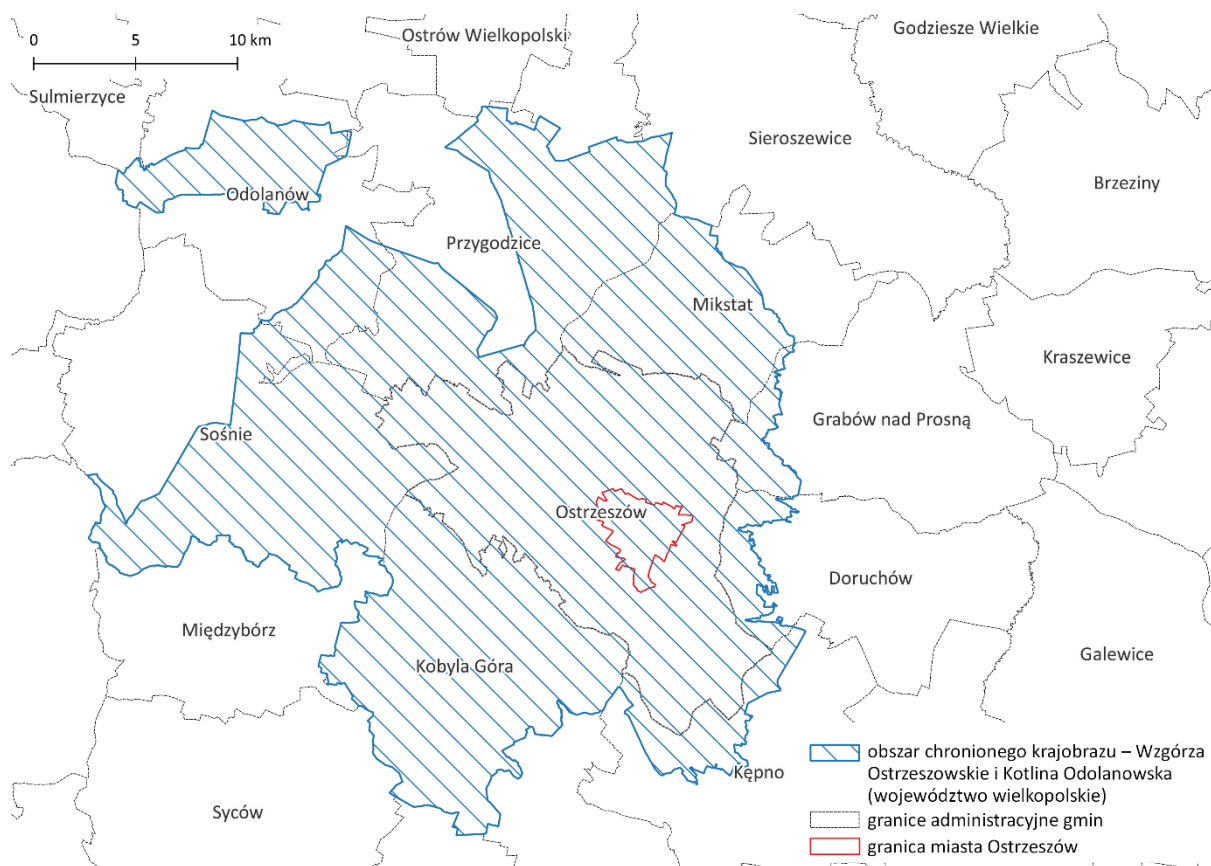 0 5 10 km
Ostrów Wielkopolski
Godziesze Wielkie
Sulmierzyce
Sieroszewice
Brzeziny
Odolanów
Przygodzice
Mikstat
Kraszewice
Grabów nad Prosną
Sośnie
Ostrzeszów
Doruchów
Międzybórz
Kobyla Góra
Galewice
Kępno
Syców
obszar chronionego krajobrazu – Wzgórza
Ostrzeszowskie i Kotlina Odolanowska
(województwo wielkopolskie)
granice administracyjne gmin
granica miasta Ostrzeszów